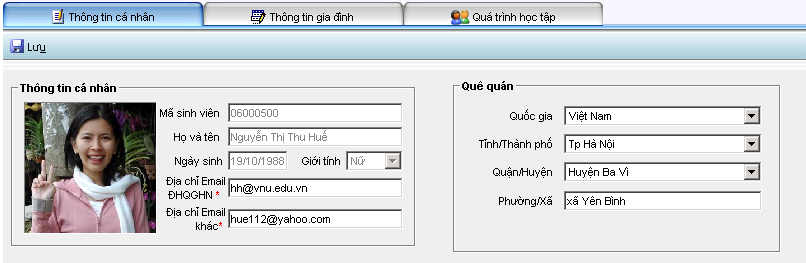 Thông tin cá nhân
Thông tin gia đình
Quá trình học tập
Lưu
Thông tin cá nhân
Mã sinh viên 06000500
Họ và tên Nguyễn Thị Thu Huế
Ngày sinh 19/10/1988 Giới tính Nữ
Địa chỉ Email
ĐHQGHN * hh@vnu.edu.vn
Địa chỉ Email
khác* hue112@yahoo.com
Quê quán
Quốc gia Việt Nam
Tỉnh/Thành phố Tp Hà Nội
Quận/Huyện Huyện Ba Vì
Phường/Xã xã Yên Bình